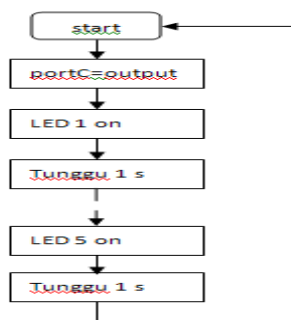 start
portC=output
LED 1 on
Tunggu 1 s
LED 5 on
Tunggu 1 s